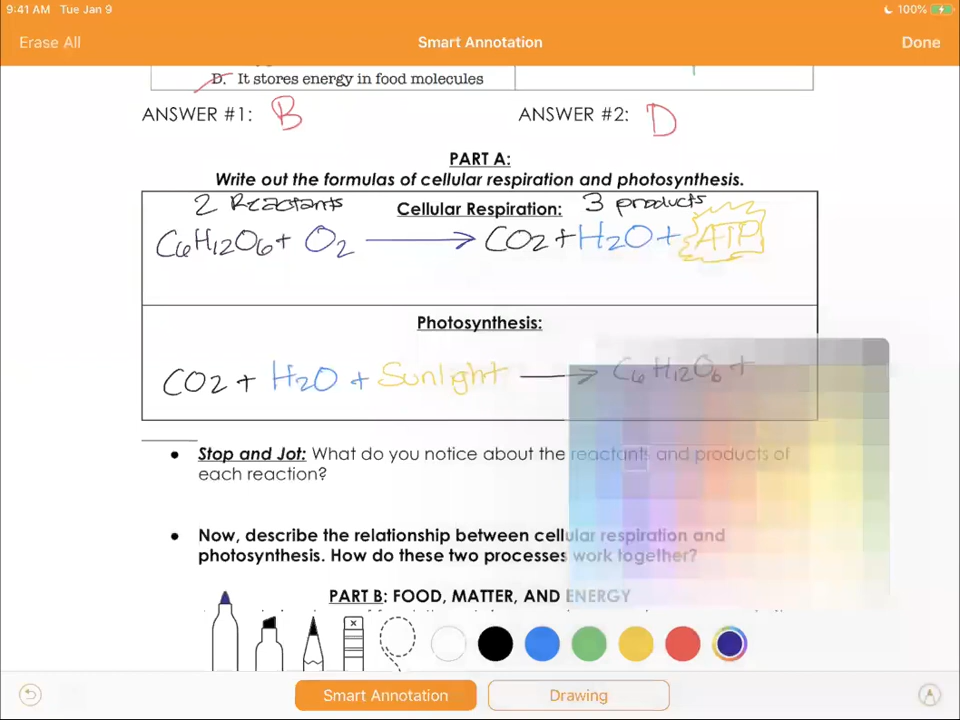 9:41 AM Tue Jan 9 100%
Erase All Smart Annotation Done
D. It stores energy in food molecules
ANSWER #1: B ANSWER #2: D
PART A:
Write out the formulas of cellular respiration and photosynthesis.
2 Reactants 3 products
Cellular Respiration:
C6H12O6+ O2 → CO2+H2O+ ATP
Photosynthesis:
CO2 + H2O + Sunlight → C6H12O6 +
Stop and Jot: What do you notice about the reactants and products of
each reaction?
Now, describe the relationship between cellular respiration and
photosynthesis. How do these two processes work together?
PART B: FOOD, MATTER, AND ENERGY
Smart Annotation Drawing